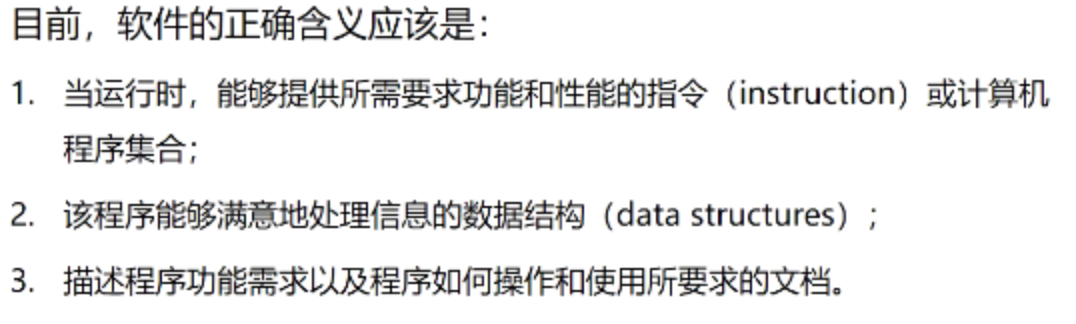 目前，软件的正确含义应该是：
1. 当运行时，能够提供所需要求功能和性能的指令（instruction）或计算机
程序集合；
2. 该程序能够满意地处理信息的数据结构（data structures）；
3. 描述程序功能需求以及程序如何操作和使用所要求的文档。